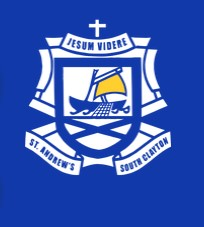 JESUM VIDERE
ST. ANDREW'S
SOUTH CLAYTON